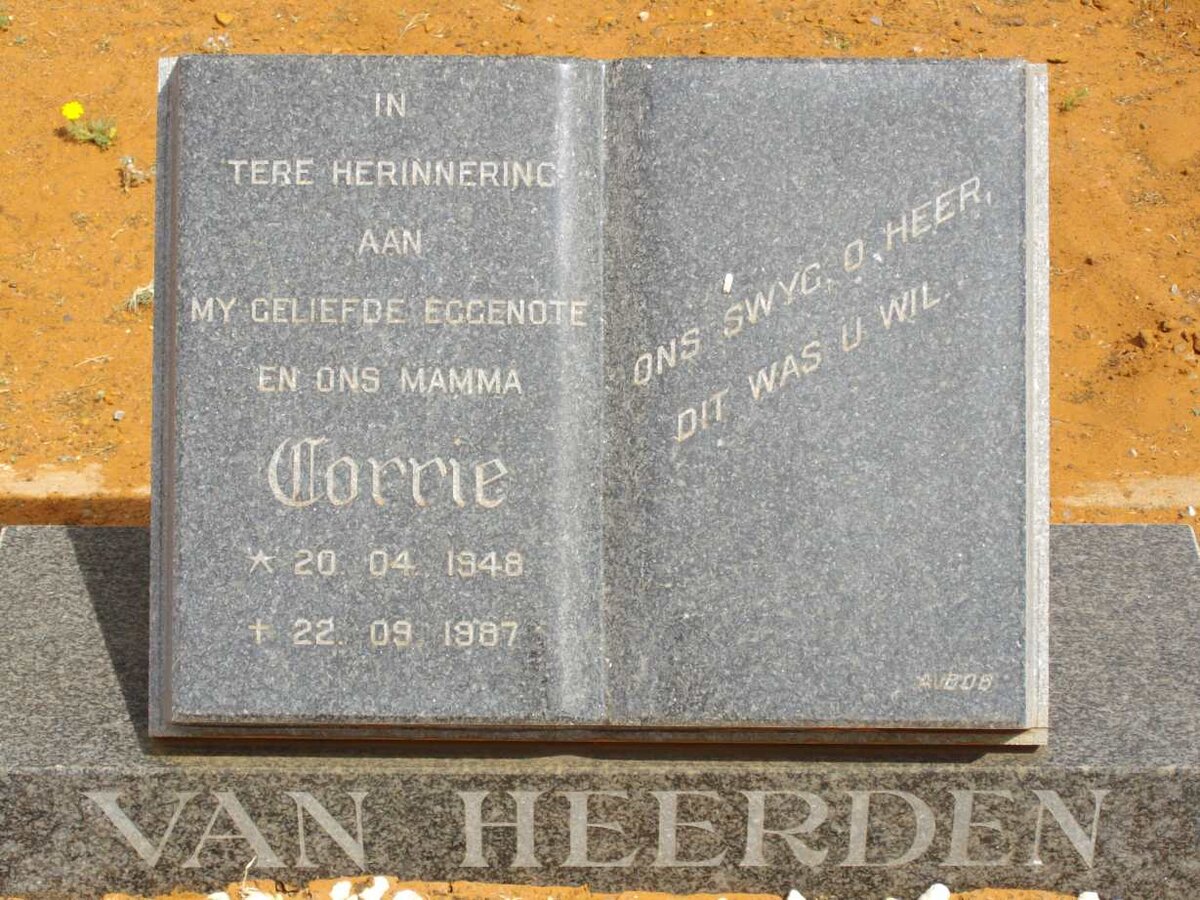 IN
TERE HERINNERING
AAN
MY GELIEFDE EGGENOTE
EN ONS MAMMA
Corrie
★ 20. 04. 1948
✝ 22. 09. 1987
ONS SWYG, O HEER,
DIT WAS U WIL.
AVBOB
VAN HEERDEN